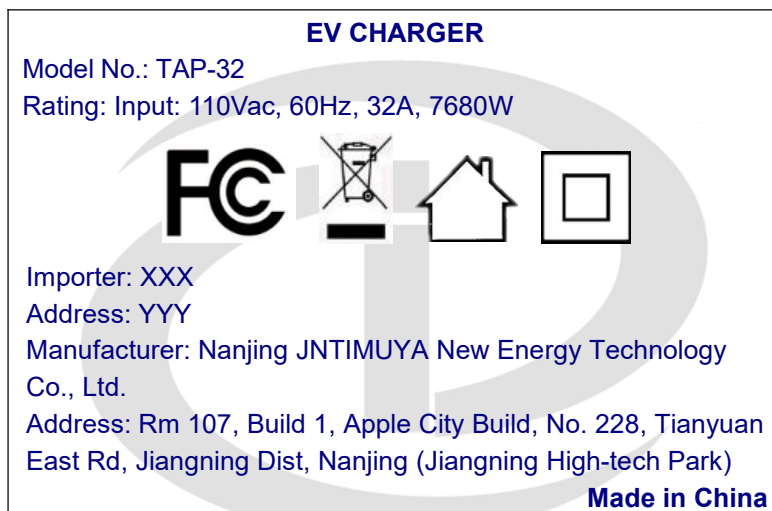 EV CHARGER
Model No.: TAP-32
Rating: Input: 110Vac, 60Hz, 32A, 7680W
FC
Importer: XXX
Address: YYY
Manufacturer: Nanjing JNTIMUYA New Energy Technology
Co., Ltd.
Address: Rm 107, Build 1, Apple City Build, No. 228, Tianyuan
East Rd, Jiangning Dist, Nanjing (Jiangning High-tech Park)
Made in China